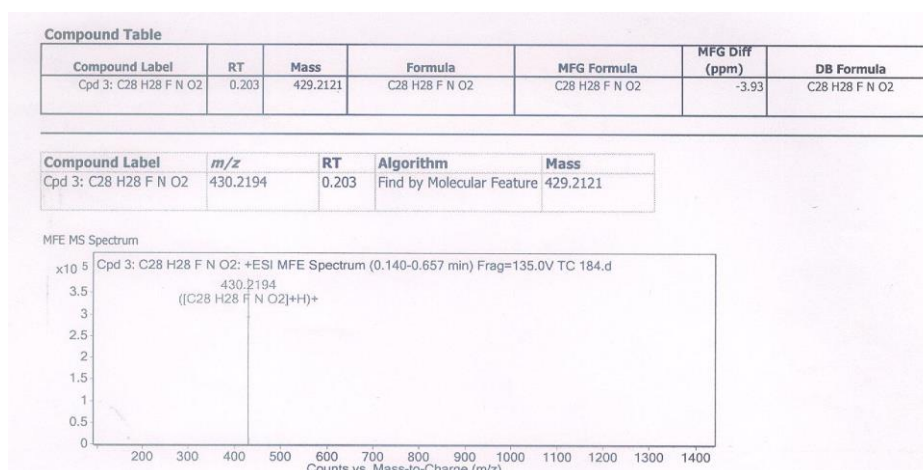 Compound Table
Compound Label RT Mass Formula MFG Formula MFG Diff (ppm) DB Formula
Cpd 3: C28 H28 F N O2 0.203 429.2121 C28 H28 F N O2 C28 H28 F N O2 -3.93 C28 H28 F N O2
Compound Label m/z RT Algorithm Mass
Cpd 3: C28 H28 F N O2 430.2194 0.203 Find by Molecular Feature 429.2121
MFE MS Spectrum
x10 5 Cpd 3: C28 H28 F N O2: +ESI MFE Spectrum (0.140-0.657 min) Frag=135.0V TC 184.d
430.2194
3.5
([C28 H28 F N O2]+H)+
3
2.5
2
1.5
1
0.5
0
200 300 400 500 600 700 800 900 1000 1100 1200 1300 1400
Counts vs. Mass-to-Charge (m/z)